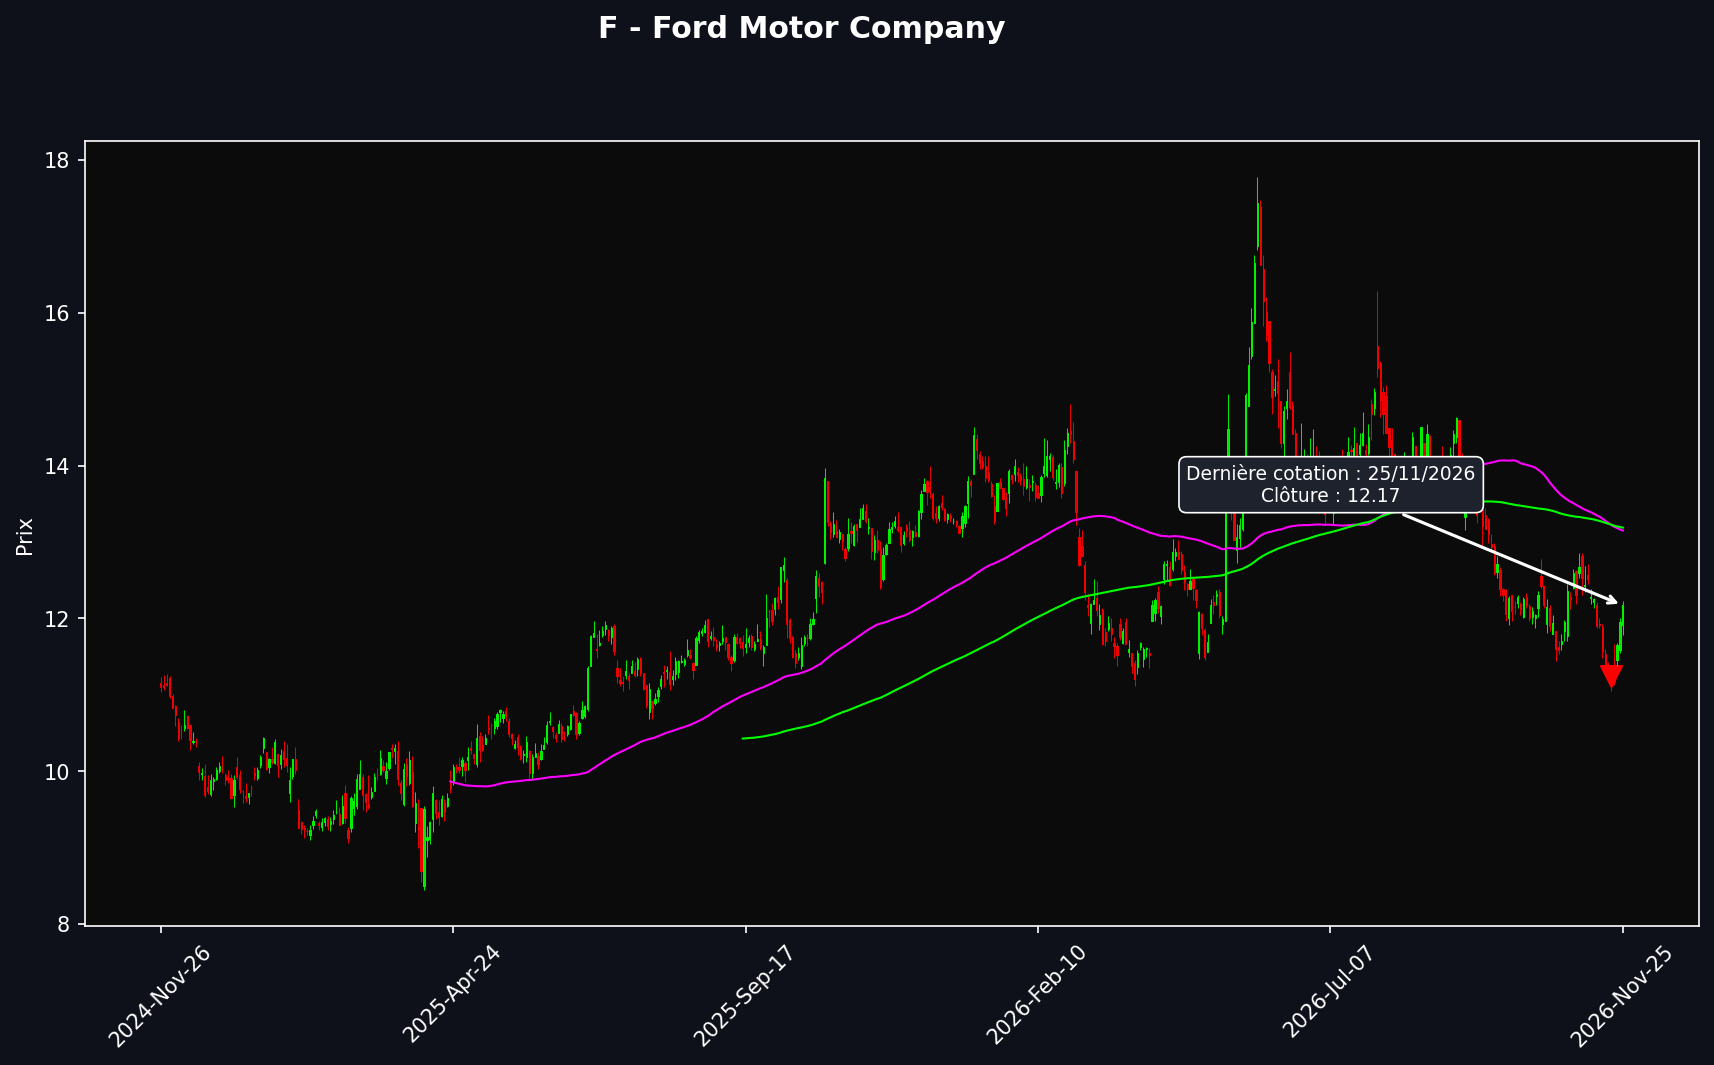 F - Ford Motor Company
18
16
14
12
10
8
Prix
Dernière cotation : 25/11/2026
Clôture : 12.17
2024-Nov-26
2025-Apr-24
2025-Sep-17
2026-Feb-10
2026-Jul-07
2026-Nov-25